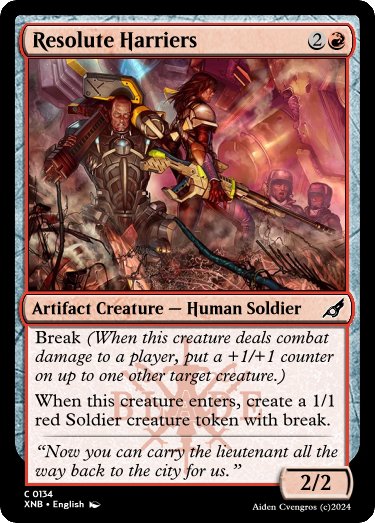 Resolute Harriers 2
Artifact Creature — Human Soldier
Break (When this creature deals combat
damage to a player, put a +1/+1 counter
on up to one other target creature.)
When this creature enters, create a 1/1
red Soldier creature token with break.
“Now you can carry the lieutenant all the
way back to the city for us.”
2/2
C 0134
XNB • English
Aiden Cvengros (c)2024